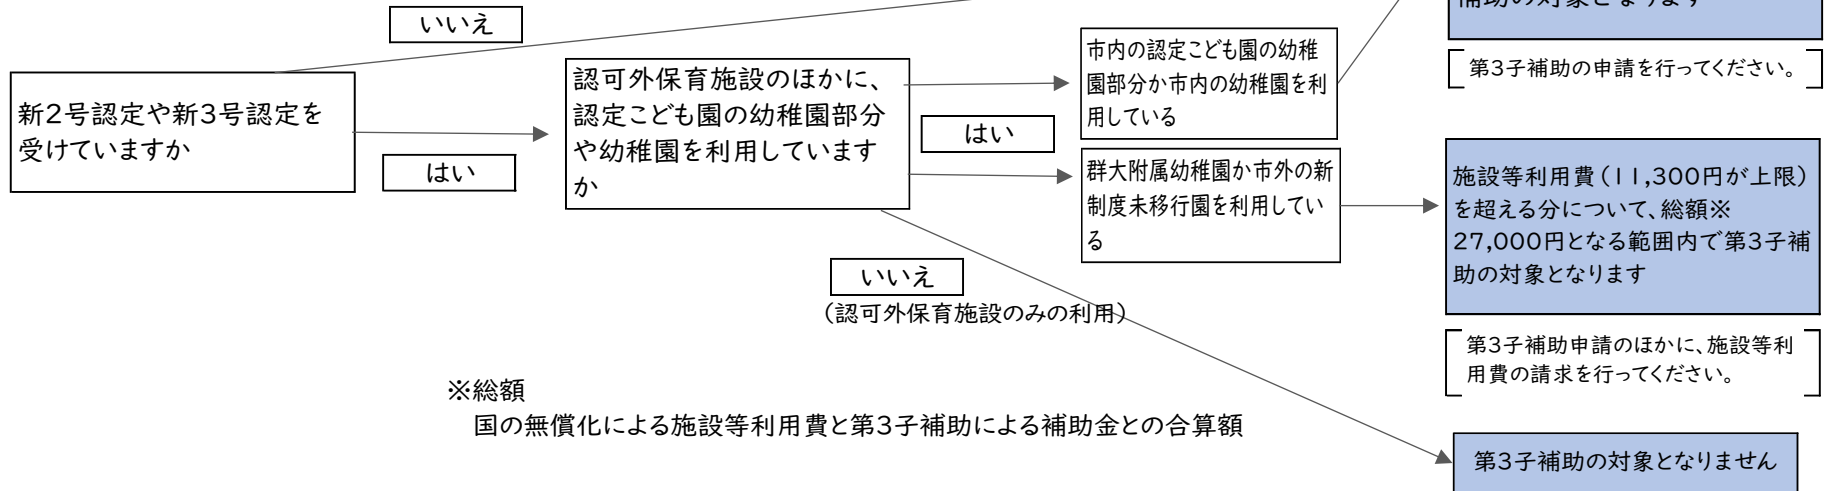 補助の対象となります
いいえ
第3子補助の申請を行ってください。
新2号認定や新3号認定を
受けていますか
はい
認可外保育施設のほかに、
認定こども園の幼稚園部分
や幼稚園を利用しています
か
はい
市内の認定こども園の幼稚
園部分か市内の幼稚園を利
用している
群大附属幼稚園か市外の新
制度未移行園を利用してい
る
施設等利用費(11,300円が上限)
を超える分について、総額※
27,000円となる範囲内で第3子補
助の対象となります
いいえ
(認可外保育施設のみの利用)
第3子補助申請のほかに、施設等利
用費の請求を行ってください。
※総額
国の無償化による施設等利用費と第3子補助による補助金との合算額
第3子補助の対象となりません